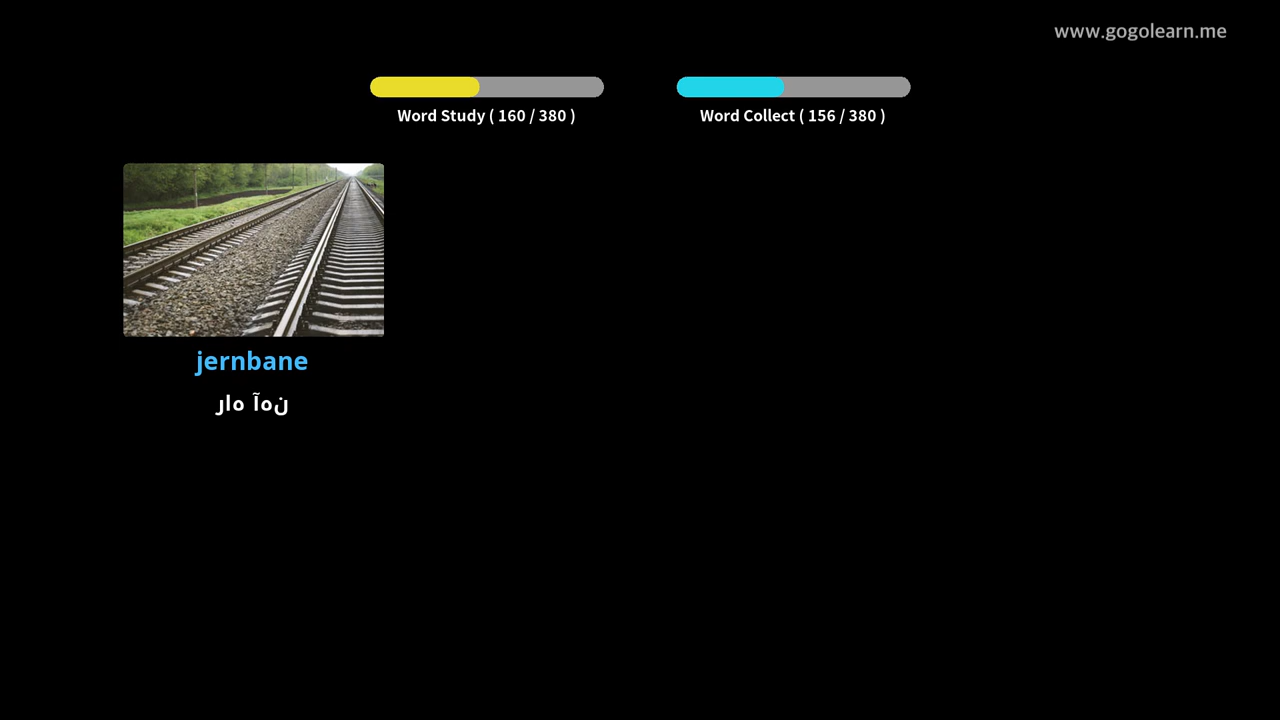 www.gogolearn.me
Word Study ( 160 / 380 )
Word Collect ( 156 / 380 )
jernbane
راه آهن